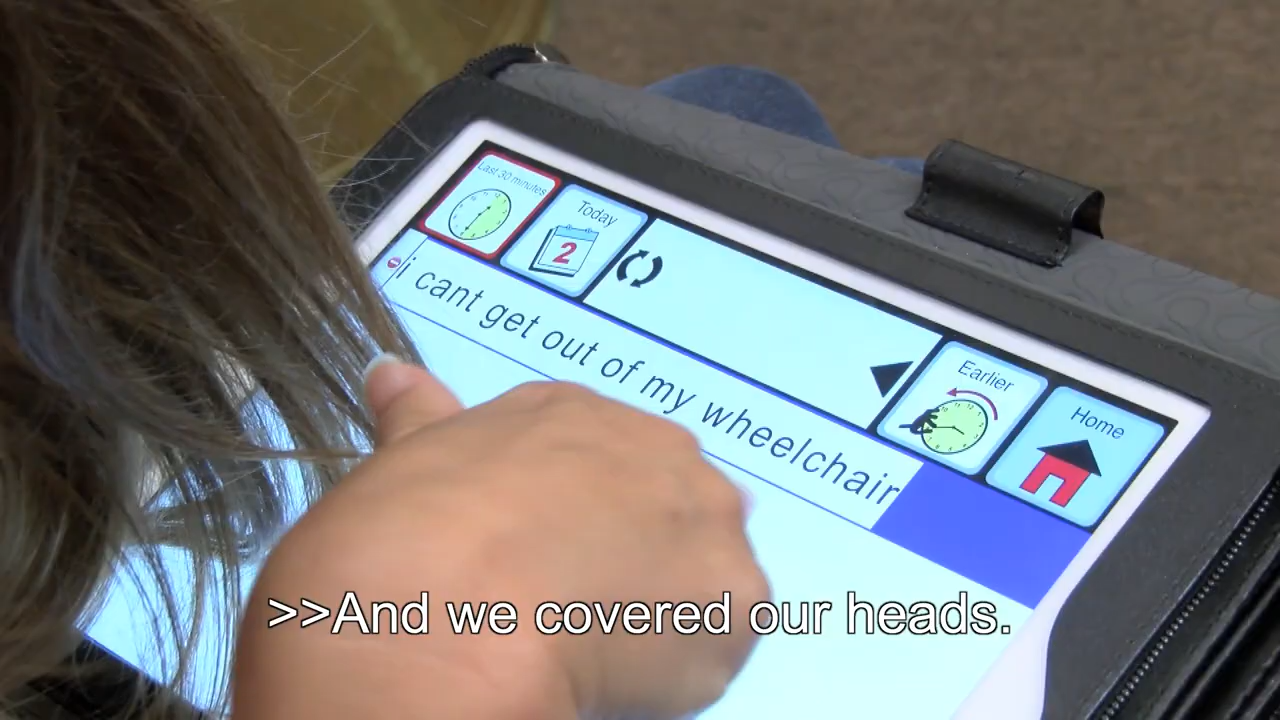 Last 30 minutes
Today
2
i cant get out of my wheelchair
Earlier
Home
>>And we covered our heads.